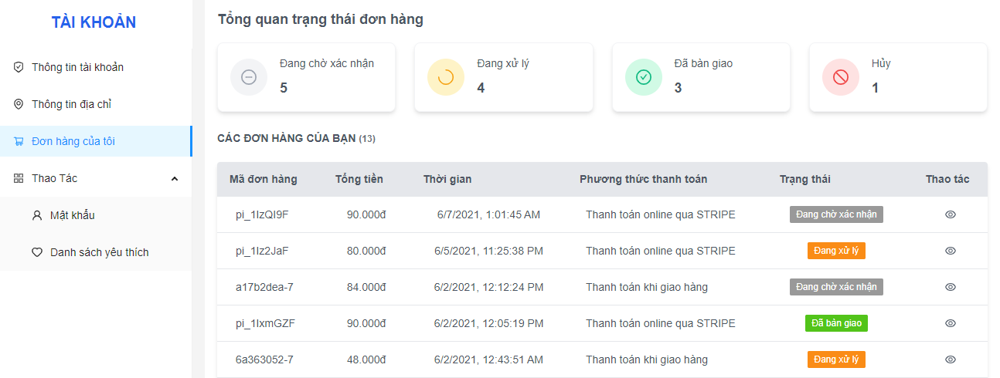 TÀI KHOẢN
Thông tin tài khoản
Thông tin địa chỉ
Đơn hàng của tôi
Thao Tác
Mật khẩu
Danh sách yêu thích
Tổng quan trạng thái đơn hàng
Đang chờ xác nhận
5
Đang xử lý
4
Đã bàn giao
3
Hủy
1
CÁC ĐƠN HÀNG CỦA BẠN (13)
Mã đơn hàng Tổng tiền Thời gian Phương thức thanh toán Trạng thái Thao tác
pi_1IzQI9F 90.000đ 6/7/2021, 1:01:45 AM Thanh toán online qua STRIPE Đang chờ xác nhận
pi_1Iz2JaF 80.000đ 6/5/2021, 11:25:38 PM Thanh toán online qua STRIPE Đang xử lý
a17b2dea-7 84.000đ 6/2/2021, 12:12:24 PM Thanh toán khi giao hàng Đang chờ xác nhận
pi_1IxmGZF 90.000đ 6/2/2021, 12:05:19 PM Thanh toán online qua STRIPE Đã bàn giao
6a363052-7 48.000đ 6/2/2021, 12:43:51 AM Thanh toán khi giao hàng Đang xử lý